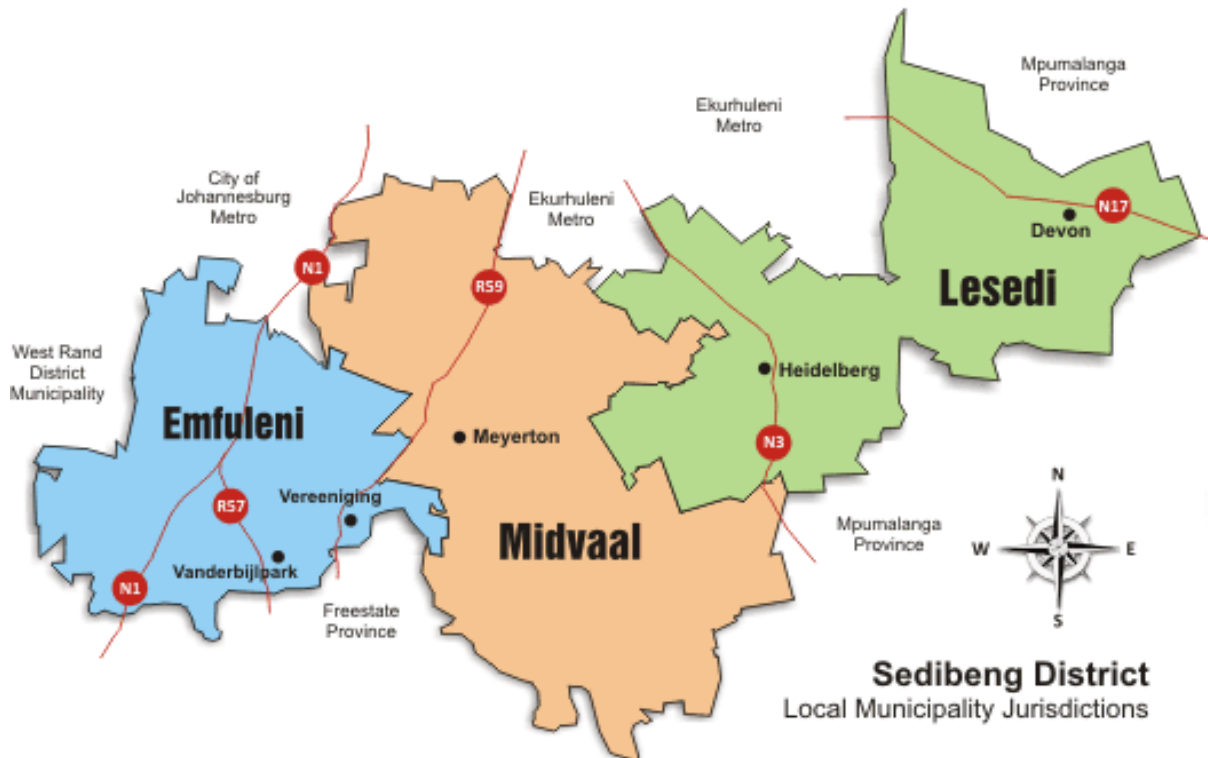 Mpumalanga
Province
Ekurhuleni
Metro
City of
Johannesburg
Metro
Ekurhuleni
Metro
N17
Devon
N1
R59
Lesedi
West Rand
District
Municipality
Heidelberg
Emfuleni
Meyerton
N3
Vereeniging
R57
Midvaal
Mpumalanga
Province
Vanderbijlpark
N1
Freestate
Province
N
W
E
S
Sedibeng District
Local Municipality Jurisdictions